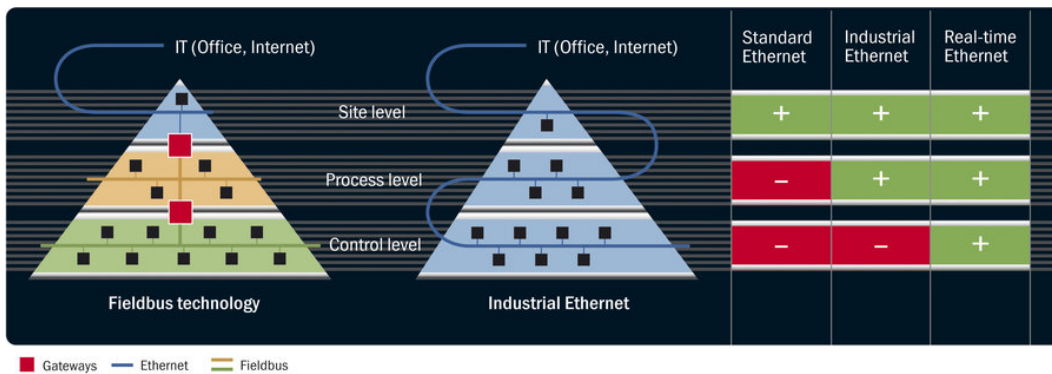 IT (Office, Internet)
IT (Office, Internet)
Standard
Ethernet
Industrial
Ethernet
Real-time
Ethernet
Site level
+ + +
Process level
– + +
Control level
– – +
Fieldbus technology
Industrial Ethernet
Gateways
Ethernet
Fieldbus